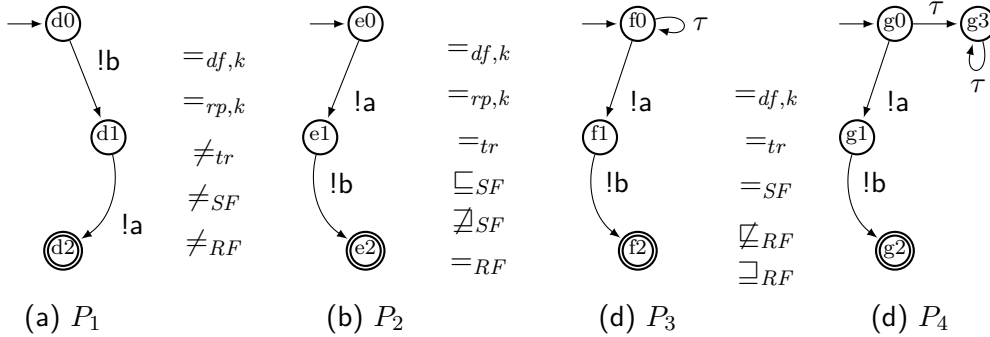 d0
!b
d1
!a
d2
(a) P₁
=df,k
=rp,k
≠tr
≠SF
≠RF
e0
!a
e1
!b
e2
(b) P₂
=df,k
=rp,k
=tr
⊑SF
⋣SF
=RF
f0
τ
!a
f1
!b
f2
(d) P₃
=df,k
=tr
=SF
⋢RF
⊒RF
g0
τ
g3
τ
!a
g1
!b
g2
(d) P₄